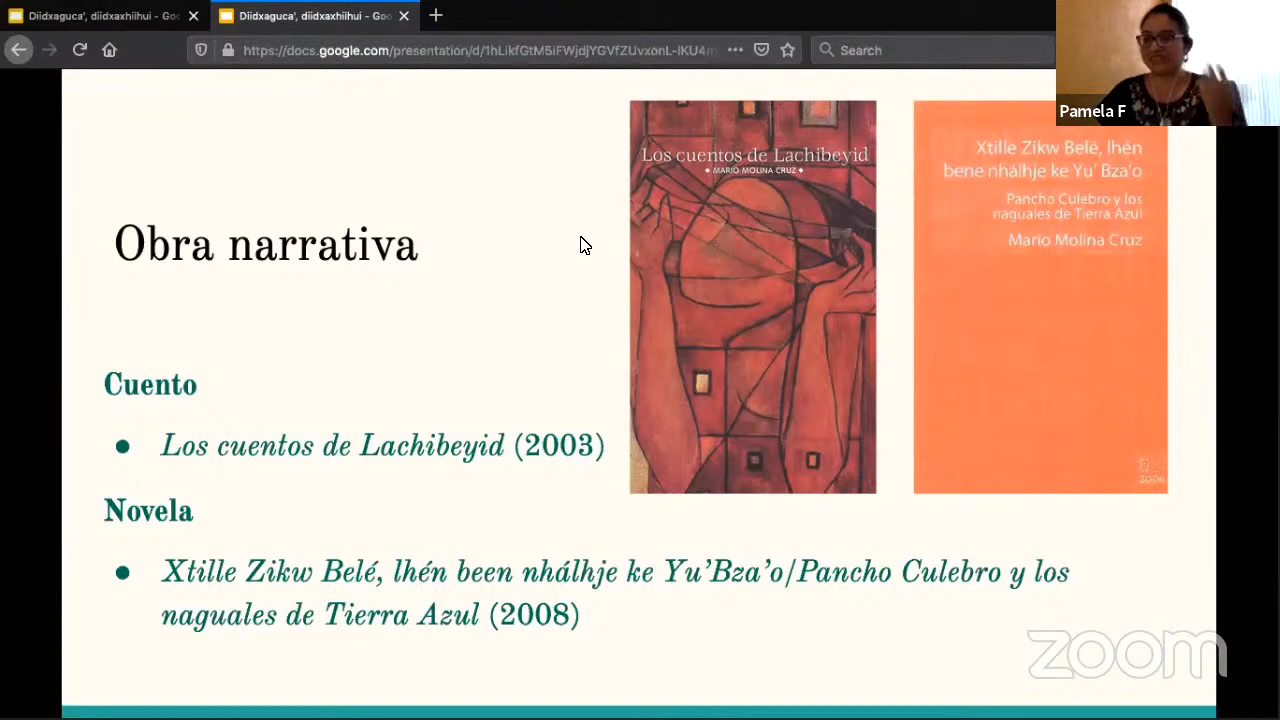 Diidxaguca', diidxaxhiihui - Goo
Diidxaguca', diidxaxhiihui - Goo
https://docs.google.com/presentation/d/1hLikfGtM5iFWjdjYGVfZUvxonL-lKU4m
Search
Pamela F
Obra narrativa
Cuento
Los cuentos de Lachibeyid (2003)
Novela
Xtille Zikw Belé, lhén been nhálhje ke Yu’Bza’o/Pancho Culebro y los
naguales de Tierra Azul (2008)
Los cuentos de Lachibeyid
MARIO MOLINA CRUZ
Xtille Zikw Belé, lhén
bene nhálhje ke Yu’ Bza’o
Pancho Culebro y los
naguales de Tierra Azul
Mario Molina Cruz
2006
zoom